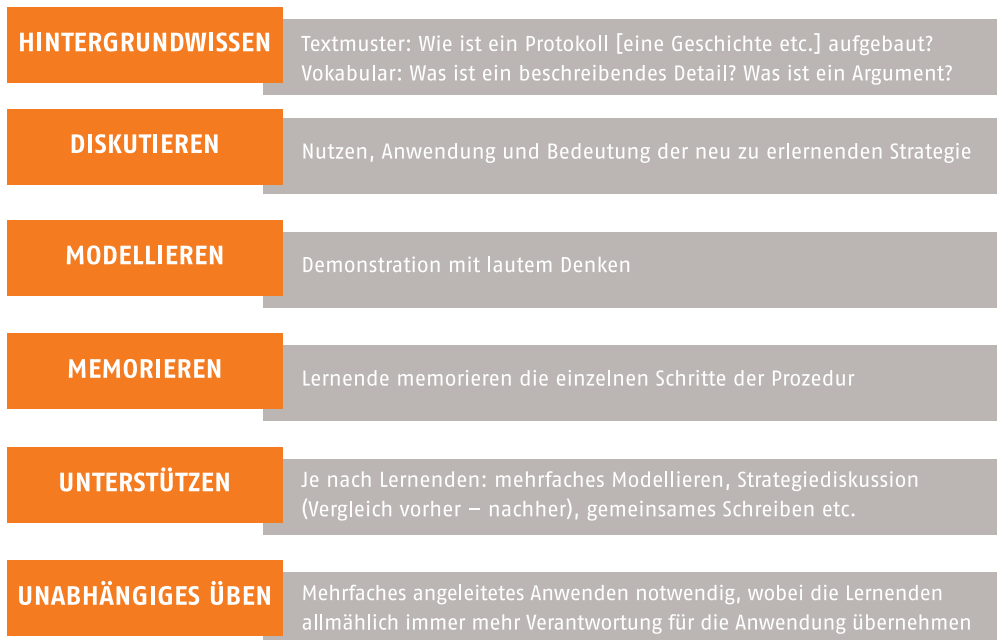 HINTERGRUNDWISSEN
Textmuster: Wie ist ein Protokoll [eine Geschichte etc.] aufgebaut?
Vokabular: Was ist ein beschreibendes Detail? Was ist ein Argument?
DISKUTIEREN
Nutzen, Anwendung und Bedeutung der neu zu erlernenden Strategie
MODELLIEREN
Demonstration mit lautem Denken
MEMORIEREN
Lernende memorieren die einzelnen Schritte der Prozedur
UNTERSTÜTZEN
Je nach Lernenden: mehrfaches Modellieren, Strategiediskussion
(Vergleich vorher – nachher), gemeinsames Schreiben etc.
UNABHÄNGIGES ÜBEN
Mehrfaches angeleitetes Anwenden notwendig, wobei die Lernenden
allmählich immer mehr Verantwortung für die Anwendung übernehmen